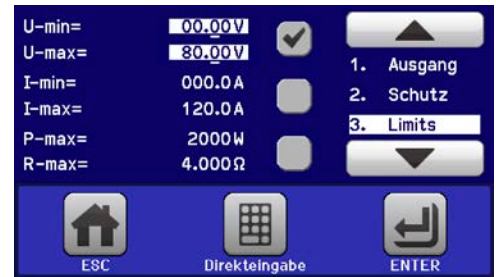 U-min= 00.00V
U-max= 80.00V
I-min= 000.0A
I-max= 120.0A
P-max= 2000W
R-max= 4.000Ω
1. Ausgang
2. Schutz
3. Limits
ESC
Direkteingabe
ENTER